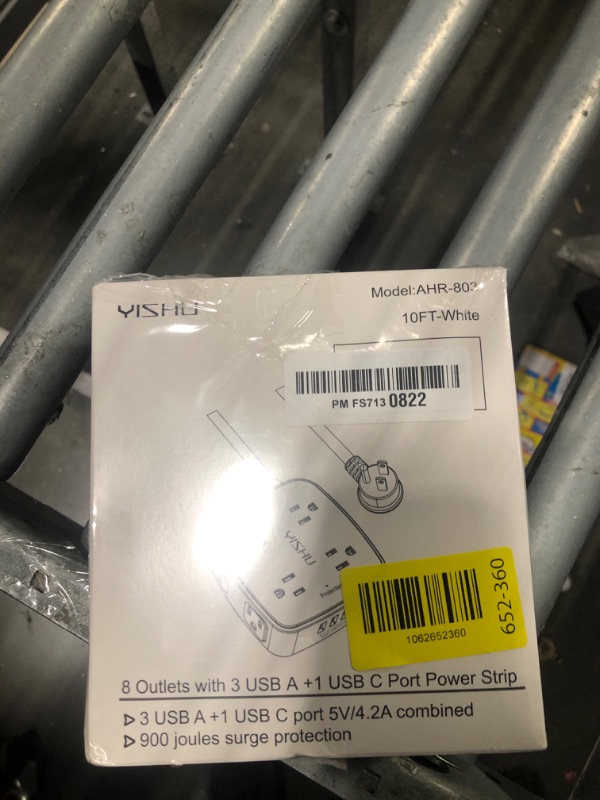 YISHU
Model:AHR-803
10FT-White
PM FS713 0822
YISHU
1062652360
652-360
8 Outlets with 3 USB A +1 USB C Port Power Strip
3 USB A +1 USB C port 5V/4.2A combined
900 joules surge protection